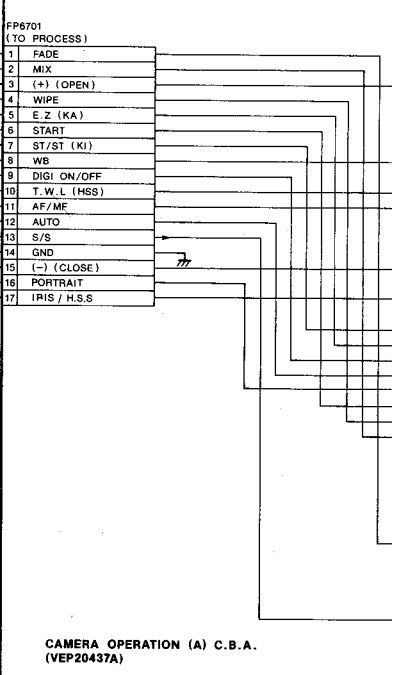 FP6701
(TO PROCESS)
1 FADE
2 MIX
3 (+) (OPEN)
4 WIPE
5 E.Z (KA)
6 START
7 ST/ST (KI)
8 WB
9 DIGI ON/OFF
10 T.W.L (HSS)
11 AF/MF
12 AUTO
13 S/S
14 GND
15 (-) (CLOSE)
16 PORTRAIT
17 IRIS / H.S.S
CAMERA OPERATION (A) C.B.A.
(VEP20437A)